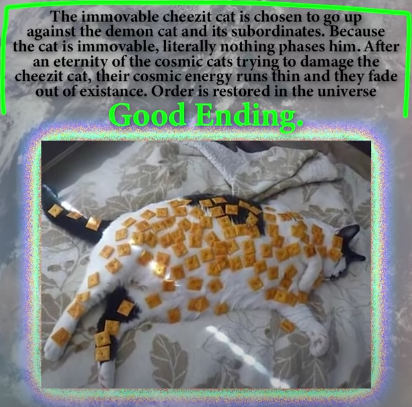 The immovable cheezit cat is chosen to go up
against the demon cat and its subordinates. Because
the cat is immovable, literally nothing phases him. After
an eternity of the cosmic cats trying to damage the
cheezit cat, their cosmic energy runs thin and they fade
out of existance. Order is restored in the universe
Good Ending.